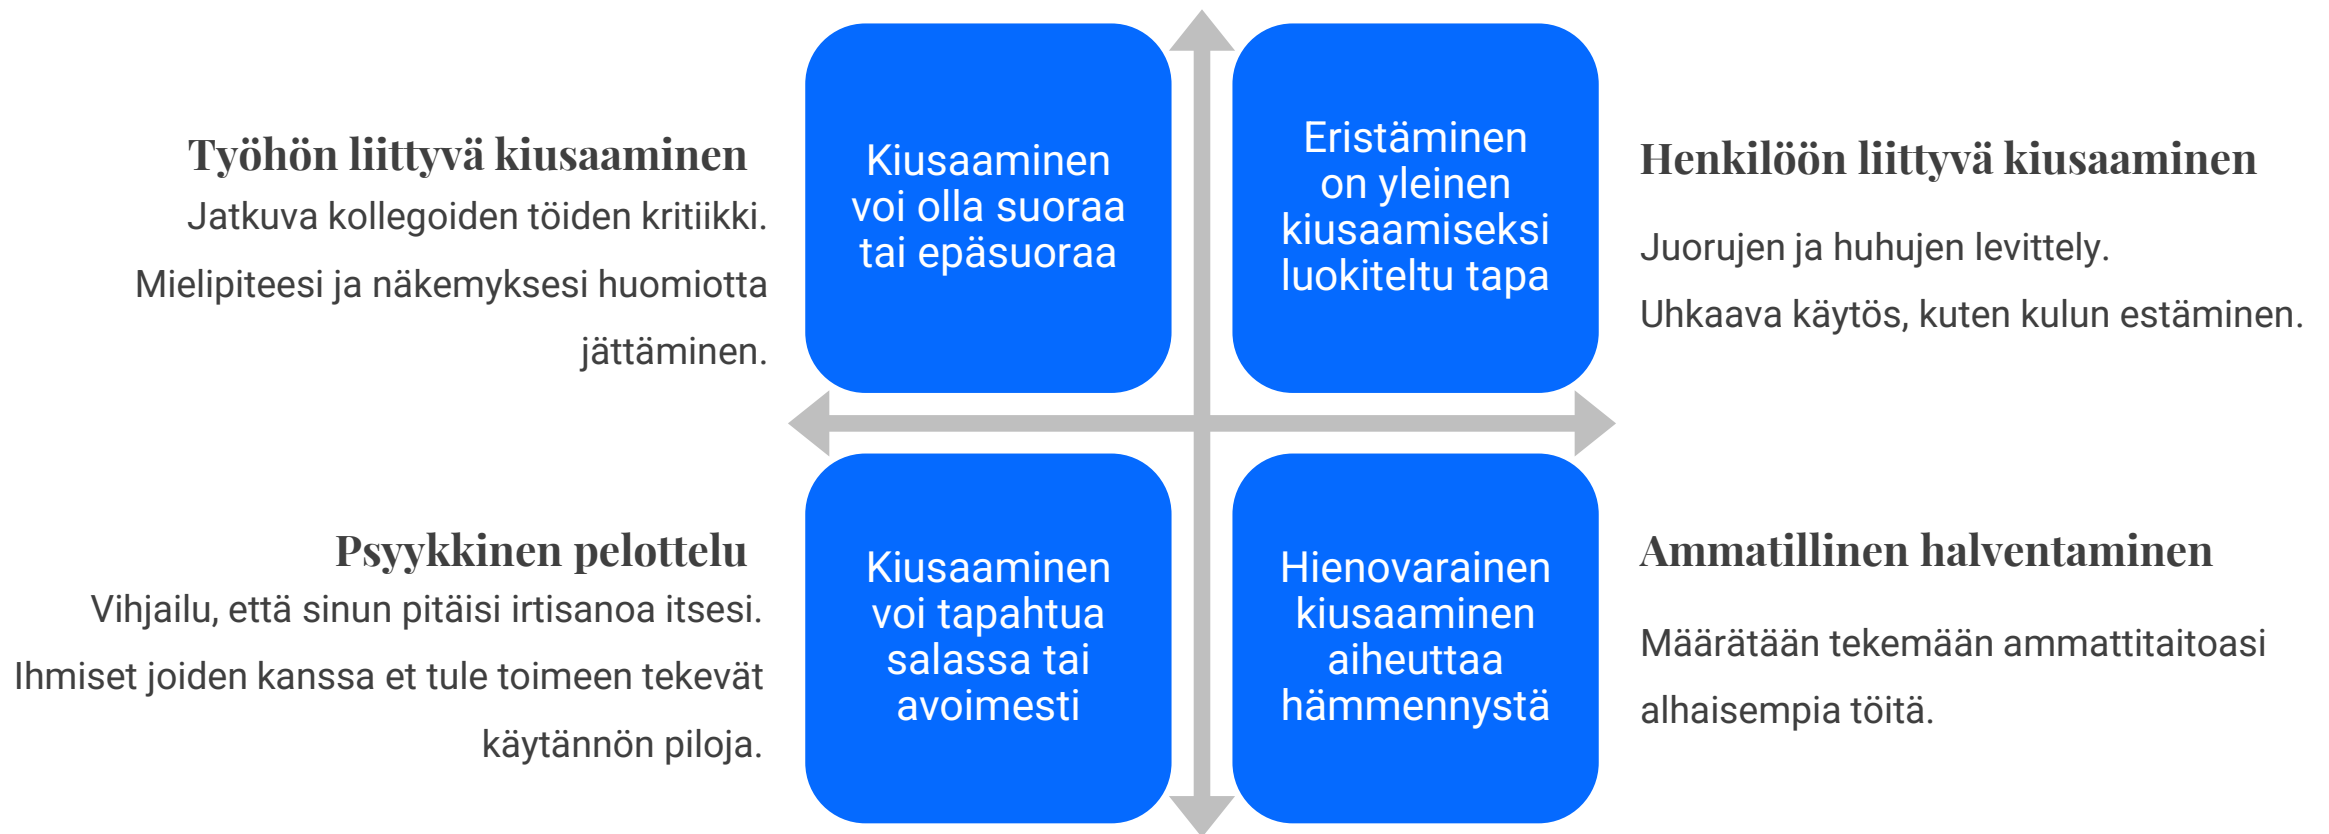 Työhön liittyvä kiusaaminen
Jatkuva kollegoiden töiden kritiikki.
Mielipiteesi ja näkemyksesi huomiotta
jättäminen.
Kiusaaminen
voi olla suoraa
tai epäsuoraa
Eristäminen
on yleinen
kiusaamiseksi
luokiteltu tapa
Henkilöön liittyvä kiusaaminen
Juorujen ja huhujen levittely.
Uhkaava käytös, kuten kulun estäminen.
Psyykkinen pelottelu
Vihjailu, että sinun pitäisi irtisanoa itsesi.
Ihmiset joiden kanssa et tule toimeen tekevät
käytännön piloja.
Kiusaaminen
voi tapahtua
salassa tai
avoimesti
Hienovarainen
kiusaaminen
aiheuttaa
hämmennystä
Ammatillinen halventaminen
Määrätään tekemään ammattitaitoasi
alhaisempia töitä.